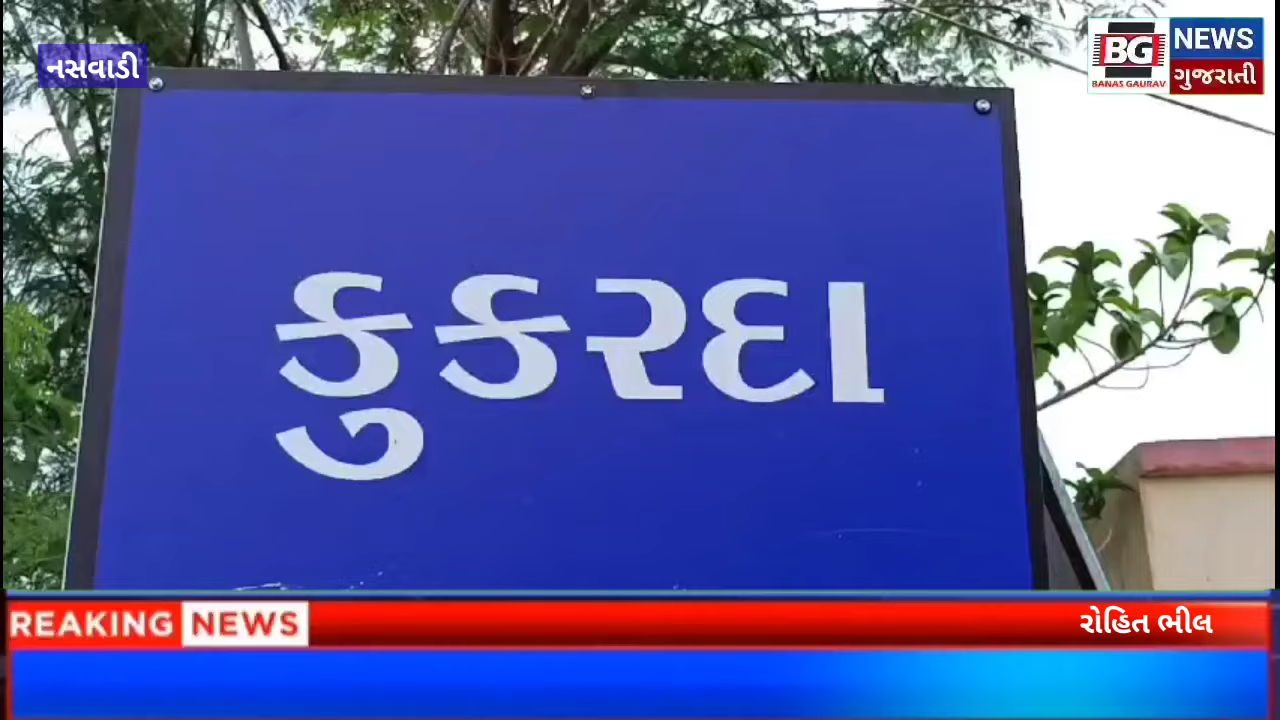 નસવાડી
BG
BANAS GAURAV
NEWS
ગુજરાતી
કુકરદા
REAKING NEWS
રોહિત ભીલ